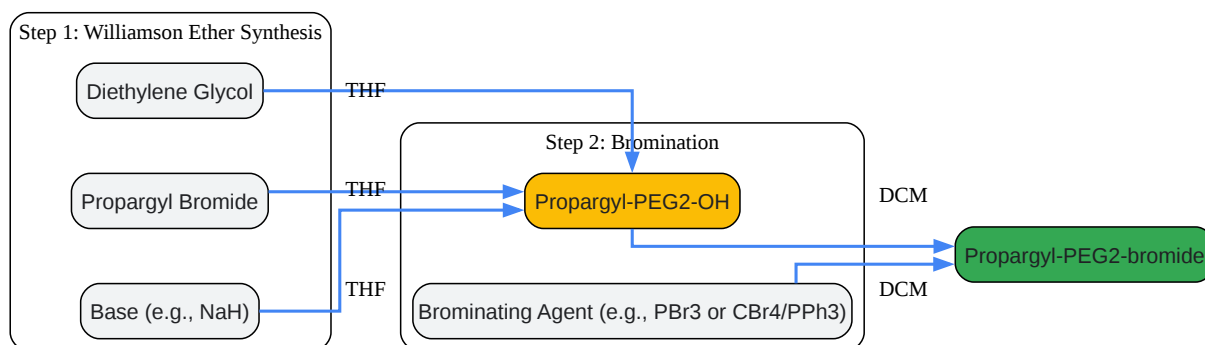 Step 1: Williamson Ether Synthesis
Diethylene Glycol
THF
Step 2: Bromination
Propargyl Bromide
THF
Propargyl-PEG2-OH
DCM
Propargyl-PEG2-bromide
Base (e.g., NaH)
THF
Brominating Agent (e.g., PBr3 or CBr4/PPh3)
DCM